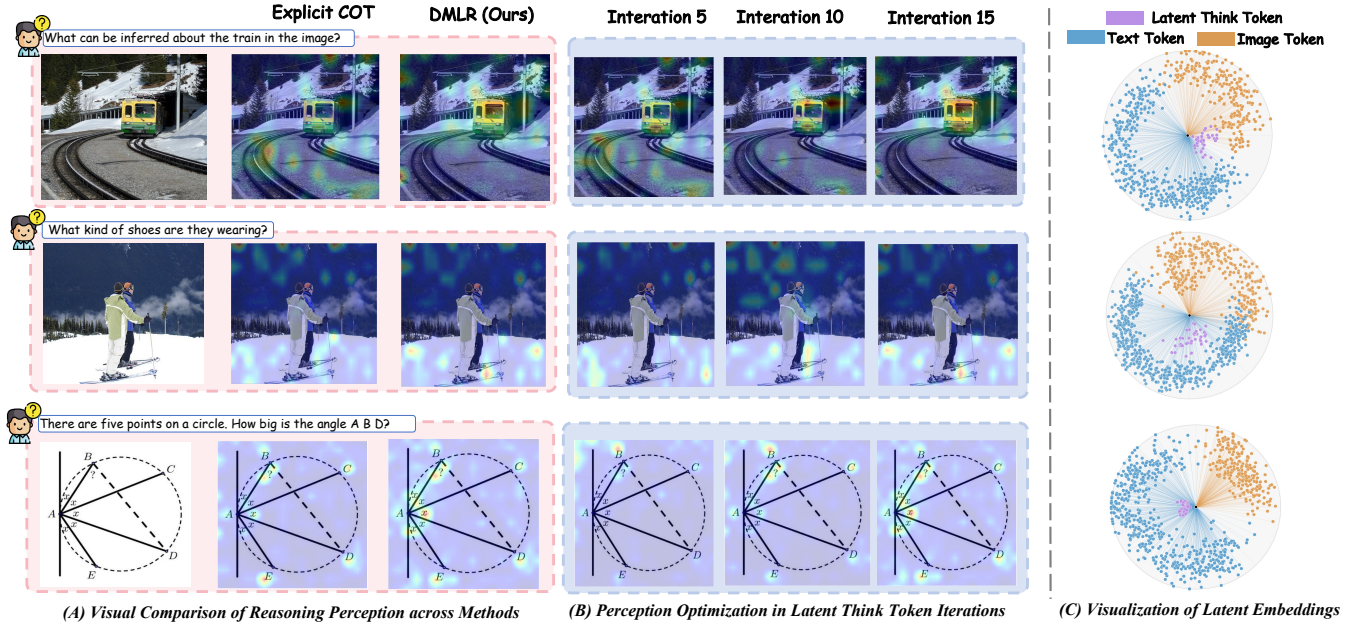 Explicit COT
DMLR (Ours)
Interation 5
Interation 10
Interation 15
Latent Think Token
Text Token
Image Token
?
What can be inferred about the train in the image?
?
What kind of shoes are they wearing?
?
There are five points on a circle. How big is the angle A B D?
B
?
C
A
x
x
x
x
x
D
E
B
?
C
A
x
x
x
x
x
D
E
B
?
C
A
x
x
x
x
x
D
E
B
?
C
A
x
x
x
x
x
D
E
B
?
C
A
x
x
x
x
x
D
E
B
?
C
A
x
x
x
x
x
D
E
(A) Visual Comparison of Reasoning Perception across Methods
(B) Perception Optimization in Latent Think Token Iterations
(C) Visualization of Latent Embeddings